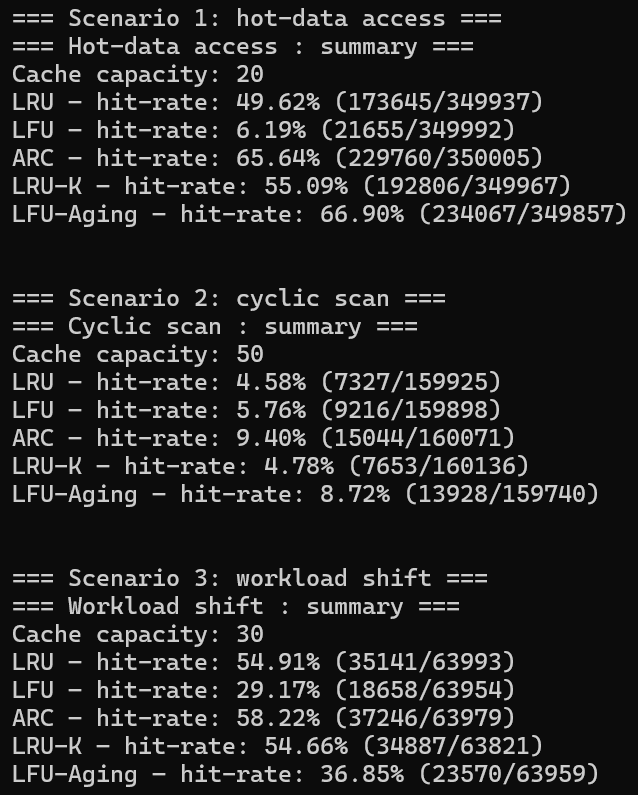 === Scenario 1: hot-data access ===
=== Hot-data access : summary ===
Cache capacity: 20
LRU - hit-rate: 49.62% (173645/349937)
LFU - hit-rate: 6.19% (21655/349992)
ARC - hit-rate: 65.64% (229760/350005)
LRU-K - hit-rate: 55.09% (192806/349967)
LFU-Aging - hit-rate: 66.90% (234067/349857)
=== Scenario 2: cyclic scan ===
=== Cyclic scan : summary ===
Cache capacity: 50
LRU - hit-rate: 4.58% (7327/159925)
LFU - hit-rate: 5.76% (9216/159898)
ARC - hit-rate: 9.40% (15044/160071)
LRU-K - hit-rate: 4.78% (7653/160136)
LFU-Aging - hit-rate: 8.72% (13928/159740)
=== Scenario 3: workload shift ===
=== Workload shift : summary ===
Cache capacity: 30
LRU - hit-rate: 54.91% (35141/63993)
LFU - hit-rate: 29.17% (18658/63954)
ARC - hit-rate: 58.22% (37246/63979)
LRU-K - hit-rate: 54.66% (34887/63821)
LFU-Aging - hit-rate: 36.85% (23570/63959)